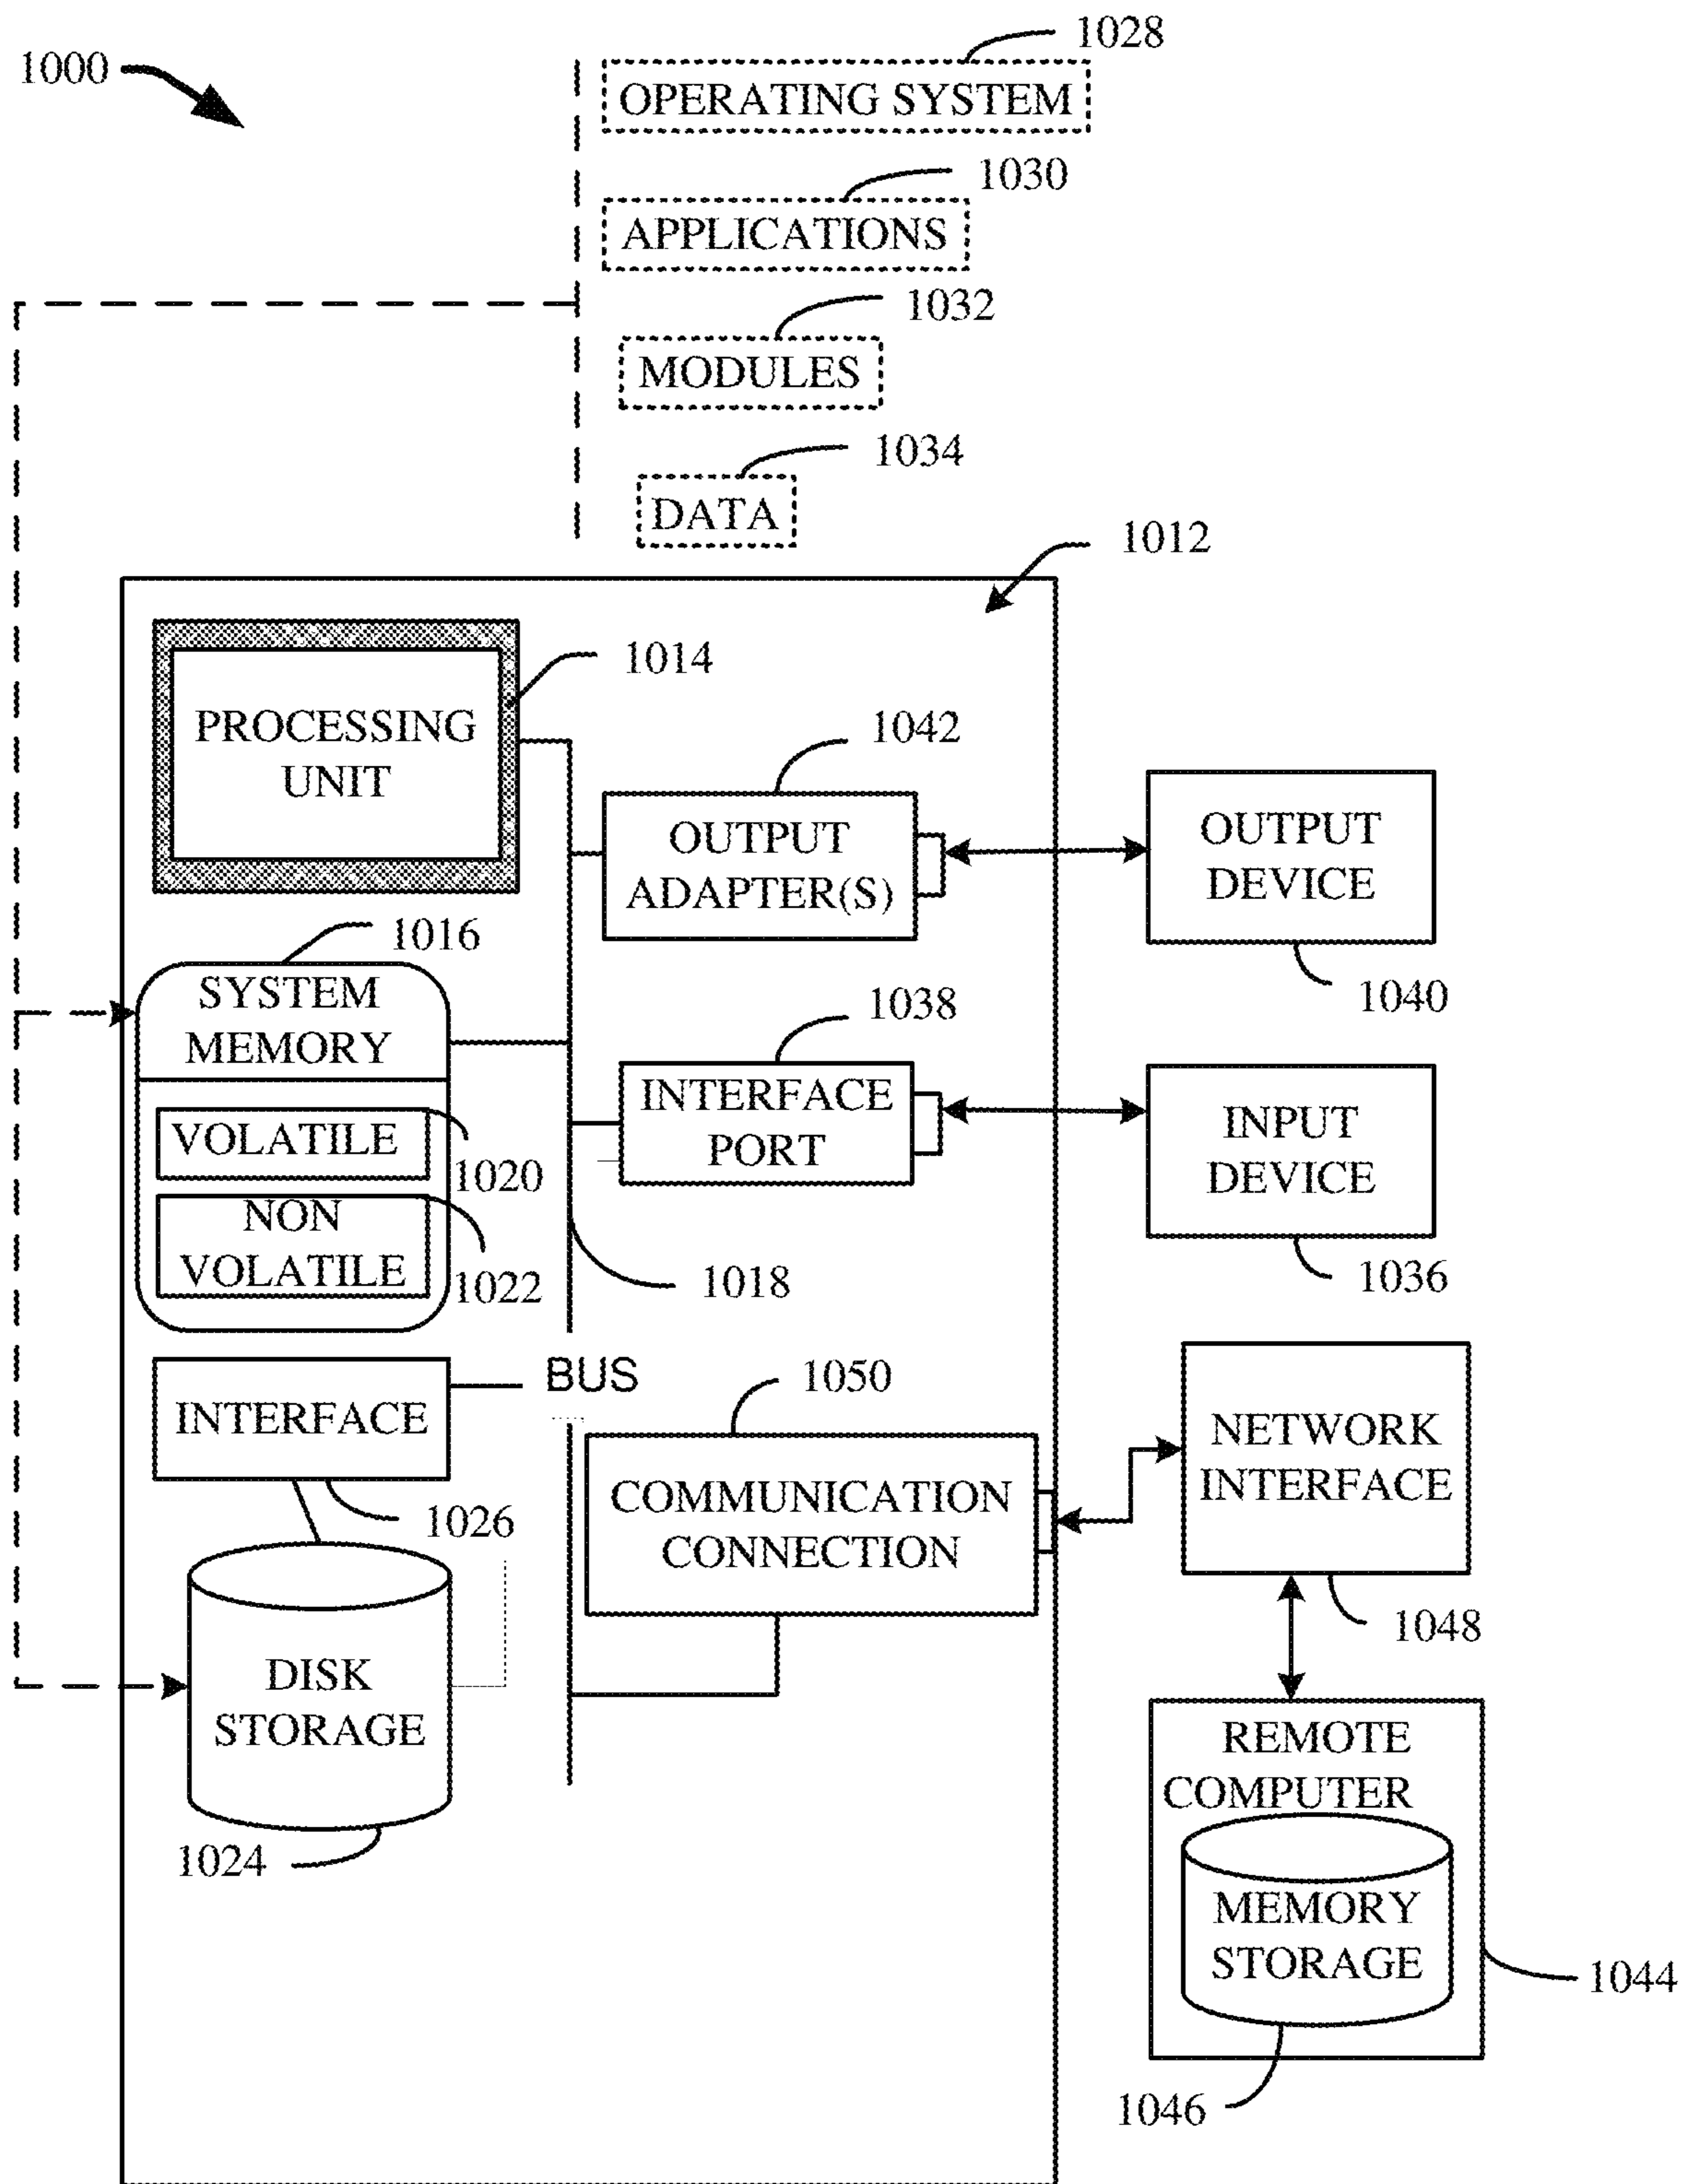 1028
1000
OPERATING SYSTEM
1030
APPLICATIONS
1032
MODULES
1034
DATA
1012
1014
PROCESSING
UNIT
1042
OUTPUT
ADAPTER(S)
OUTPUT
DEVICE
1040
1016
SYSTEM
MEMORY
1038
INTERFACE
PORT
INPUT
DEVICE
1036
VOLATILE
1020
NON
VOLATILE
1022
1018
BUS
INTERFACE
1026
1050
COMMUNICATION
CONNECTION
NETWORK
INTERFACE
1048
DISK
STORAGE
1024
REMOTE
COMPUTER
MEMORY
STORAGE
1044
1046